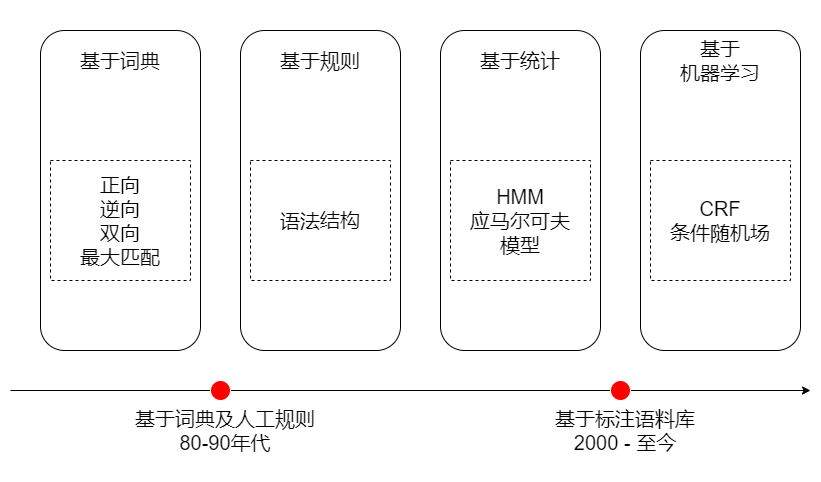 基于词典
正向
逆向
双向
最大匹配
基于规则
语法结构
基于统计
HMM
应马尔可夫
模型
基于
机器学习
CRF
条件随机场
基于词典及人工规则
80-90年代
基于标注语料库
2000 - 至今